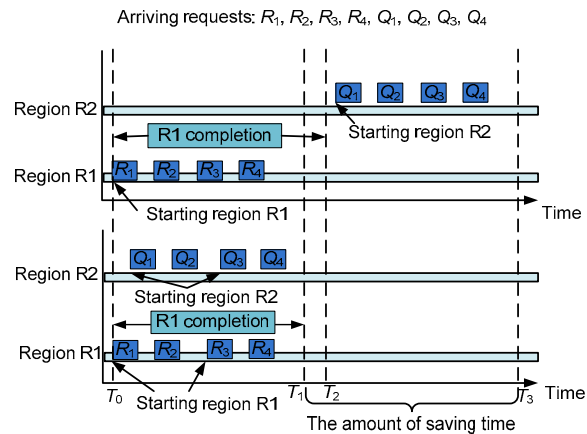 Arriving requests: R1, R2, R3, R4, Q1, Q2, Q3, Q4
Q1 Q2 Q3 Q4
Region R2
Starting region R2
R1 completion
R1 R2 R3 R4
Region R1
Starting region R1
Time
Q1 Q2 Q3 Q4
Region R2
Starting region R2
R1 completion
R1 R2 R3 R4
Region R1
T0 T1 T2 T3 Time
Starting region R1
The amount of saving time